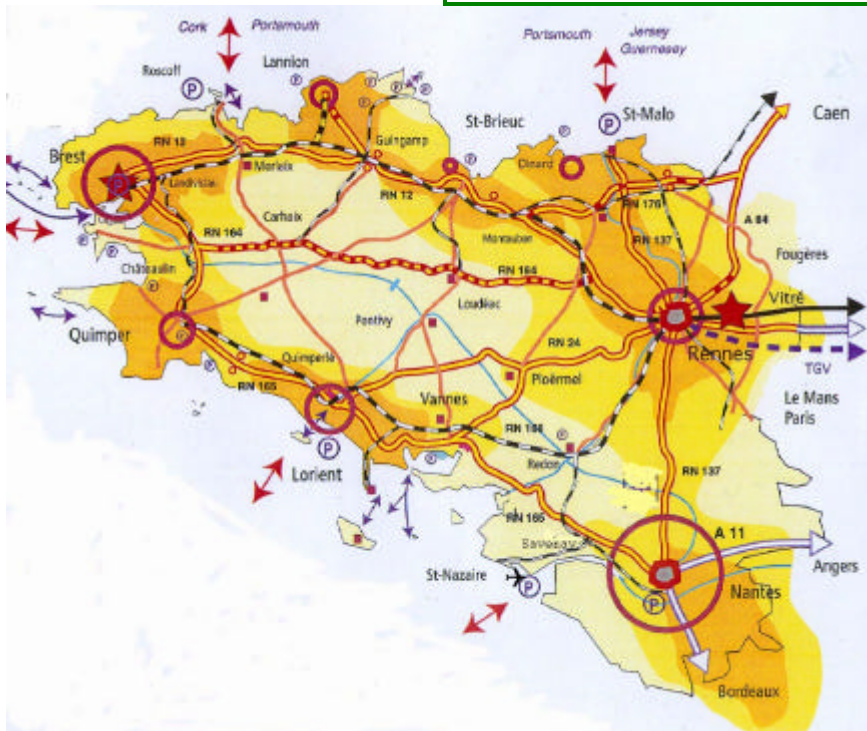 Cork
Portsmouth
Portsmouth
Jersey
Guernesey
Roscoff
P
Lannion
St-Brieuc
P
St-Malo
Caen
RN 12
Guingamp
Dinard
Brest
P
Morlaix
Landivisiau
RN 12
RN 176
A 84
Carhaix
RN 164
Montauban
RN 137
Fougères
Châteaulin
RN 164
Vitré
Loudéac
Pontivy
Quimper
RN 24
Rennes
Quimperlé
TGV
Ploërmel
Le Mans
Paris
RN 165
Vannes
RN 166
P
Redon
Lorient
RN 137
RN 165
A 11
Savenay
St-Nazaire
P
Angers
P
Nantes
Bordeaux